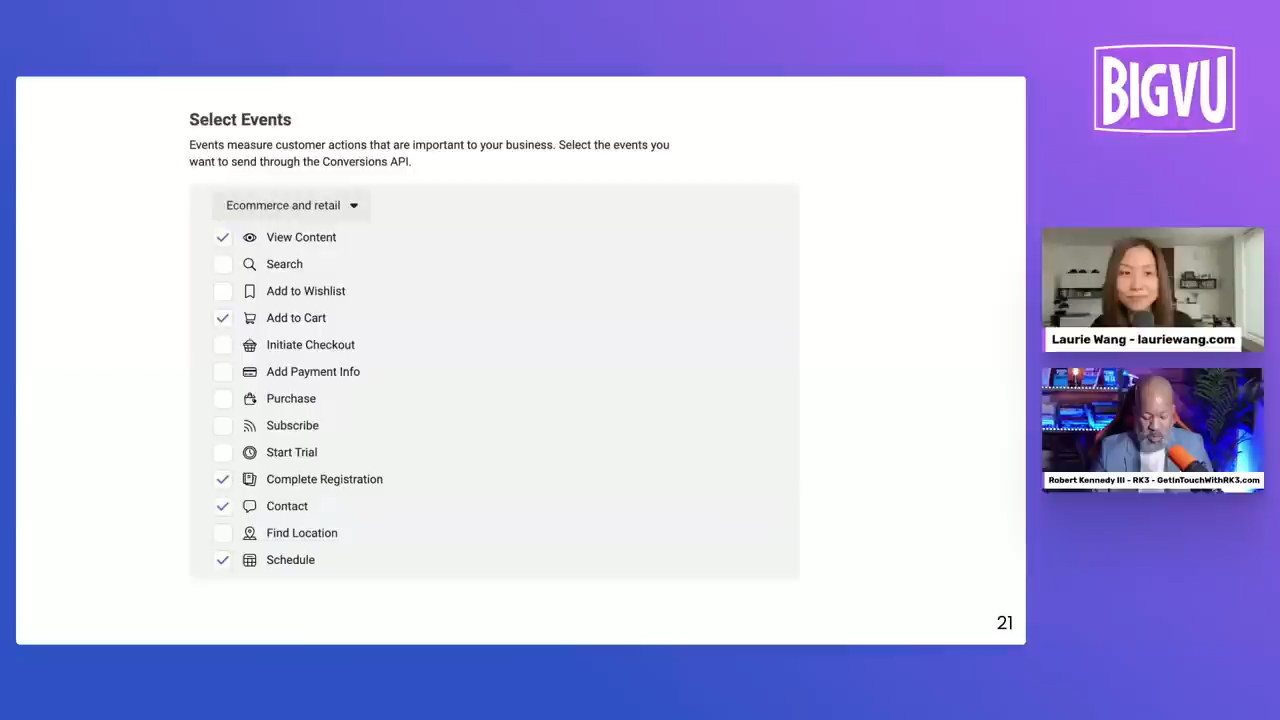 Select Events
Events measure customer actions that are important to your business. Select the events you
want to send through the Conversions API.
Ecommerce and retail
View Content
Search
Add to Wishlist
Add to Cart
Initiate Checkout
Add Payment Info
Purchase
Subscribe
Start Trial
Complete Registration
Contact
Find Location
Schedule
21
BIGVU
Laurie Wang - lauriewang.com
Robert Kennedy III - RK3 - GetInTouchWithRK3.com